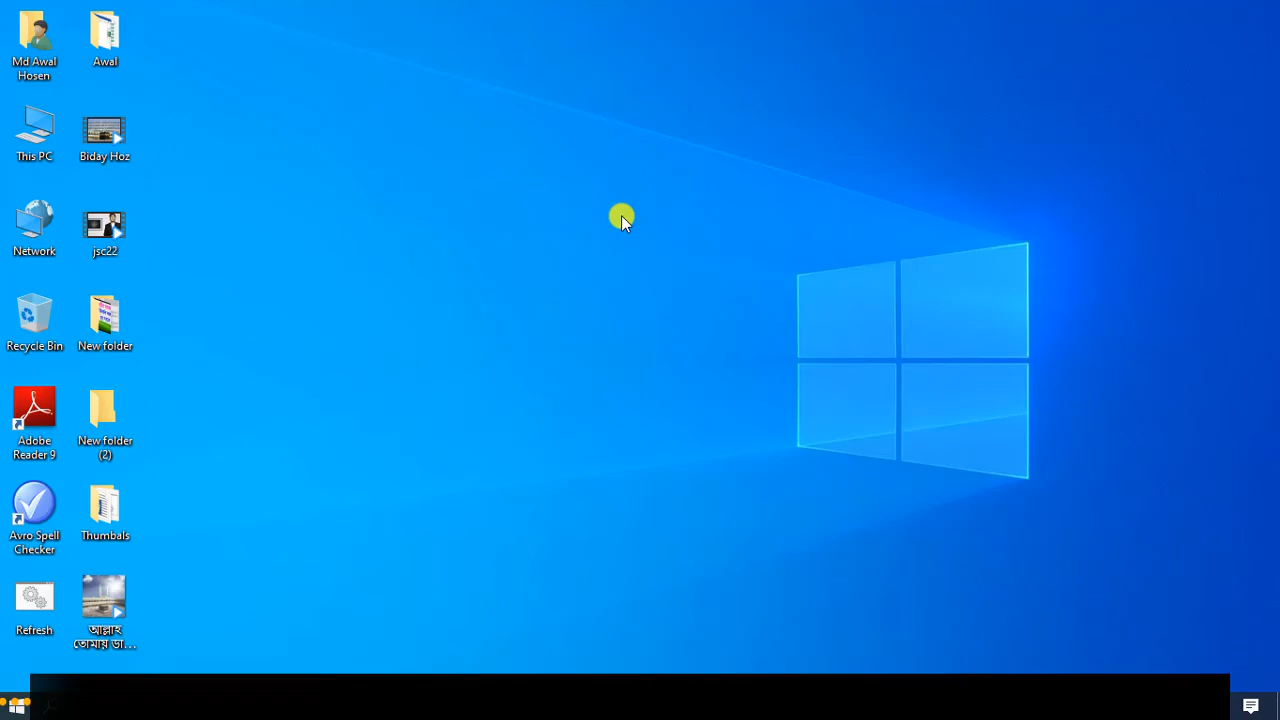 Md Awal
Hosen
Awal
This PC
Biday Hoz
Network
jsc22
Recycle Bin
New folder
Adobe
Reader 9
New folder
(2)
Avro Spell
Checker
Thumbals
Refresh
আল্লাহ
তোমায় ডা...